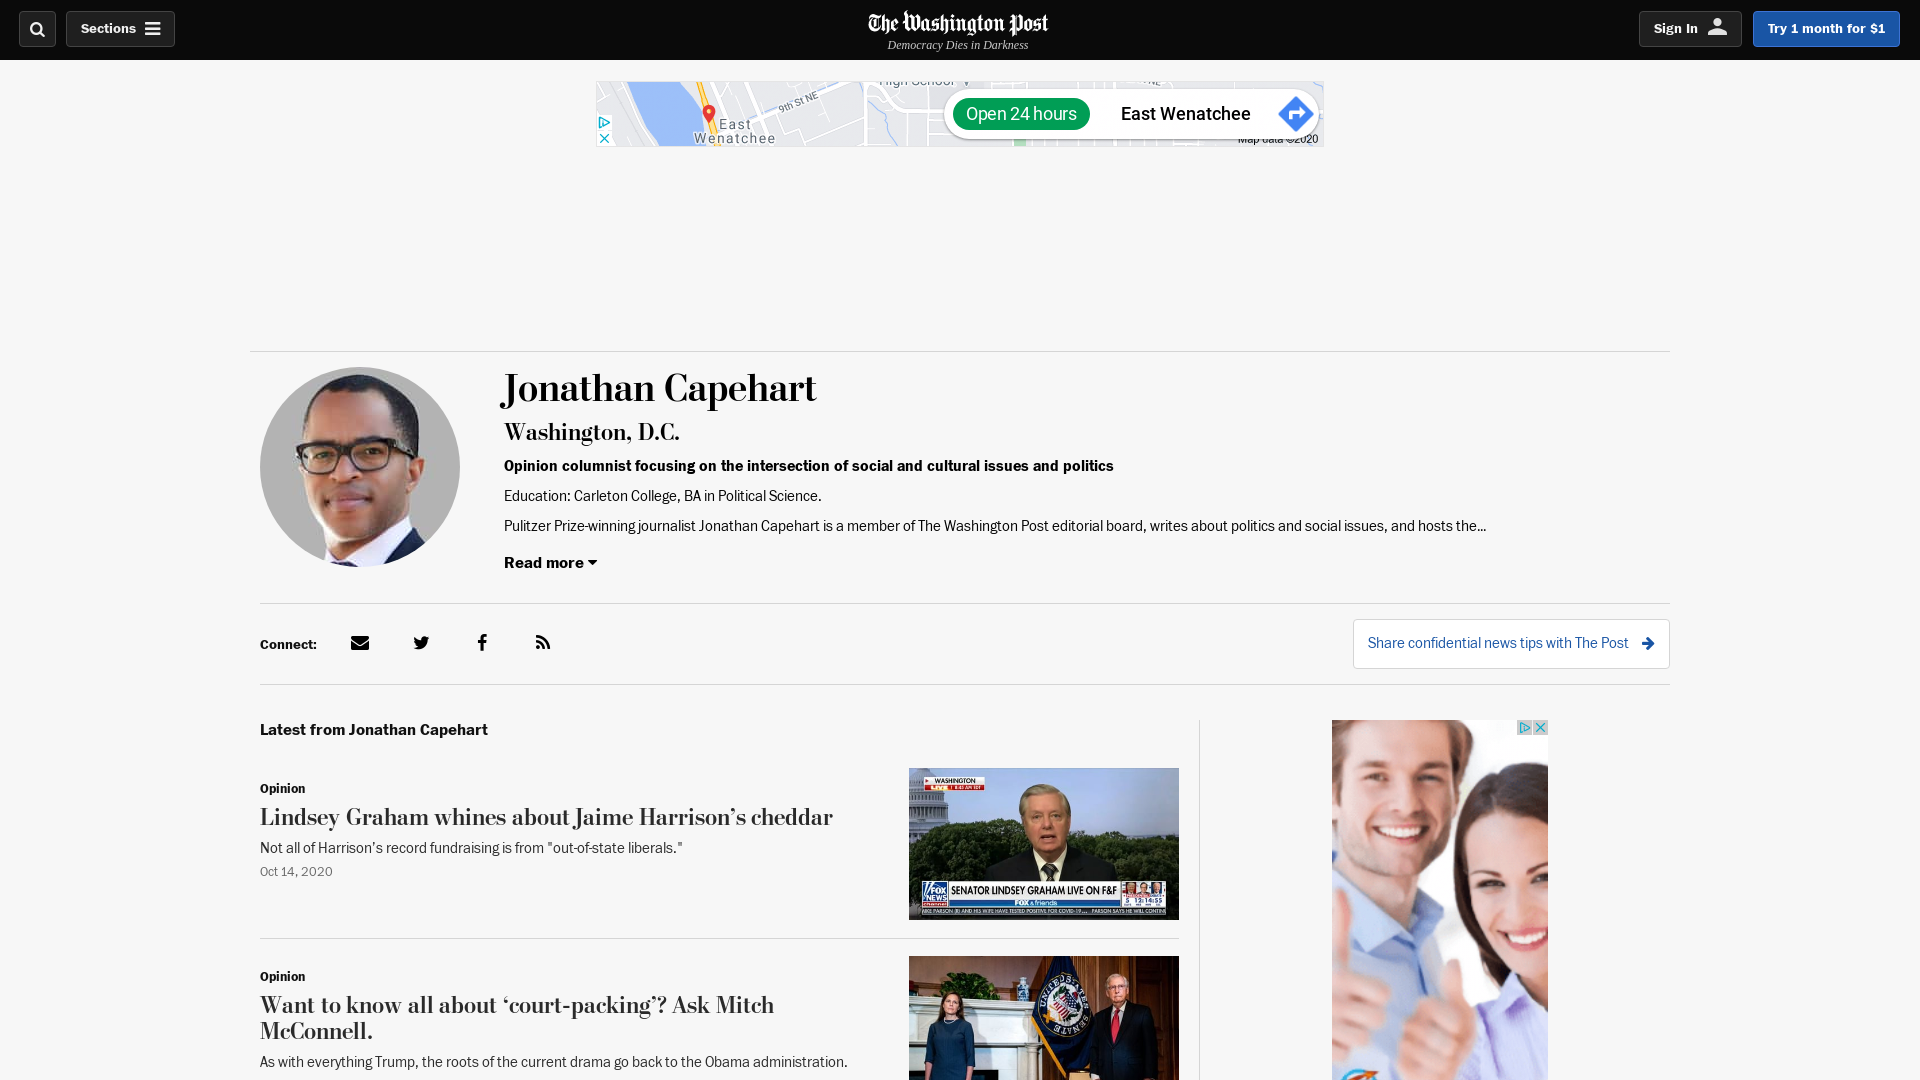 Sections
The Washington Post
Democracy Dies in Darkness
Sign In
Try 1 month for $1
High School
9th St NE
East
Wenatchee
Open 24 hours
East Wenatchee
Map data ©2020
Jonathan Capehart
Washington, D.C.
Opinion columnist focusing on the intersection of social and cultural issues and politics
Education: Carleton College, BA in Political Science.
Pulitzer Prize-winning journalist Jonathan Capehart is a member of The Washington Post editorial board, writes about politics and social issues, and hosts the...
Read more
Connect:
Share confidential news tips with The Post
Latest from Jonathan Capehart
Opinion
Lindsey Graham whines about Jaime Harrison’s cheddar
Not all of Harrison's record fundraising is from "out-of-state liberals."
Oct 14, 2020
WASHINGTON
LIVE
SENATOR LINDSEY GRAHAM LIVE ON F&F
FOX NEWS channel
FOX & friends
Opinion
Want to know all about ‘court-packing’? Ask Mitch
McConnell.
As with everything Trump, the roots of the current drama go back to the Obama administration.
UNITED STATES SENATE